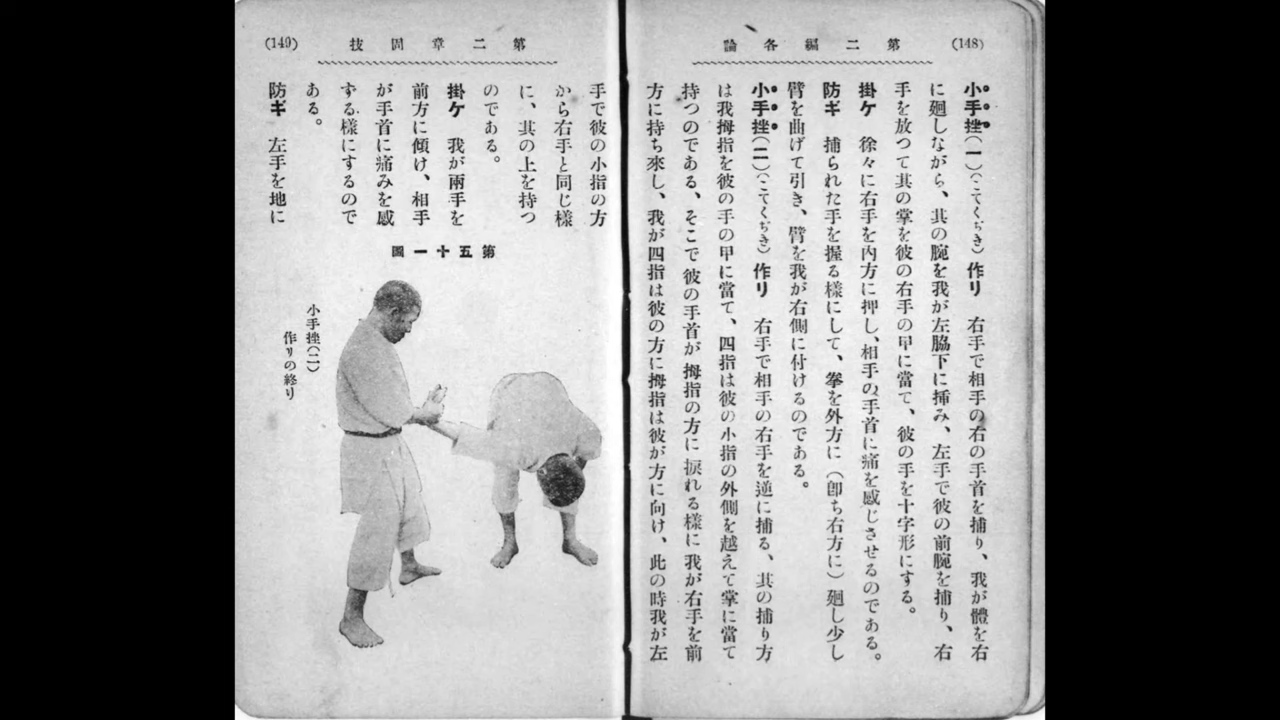 (148)
第二編各論
小手挫(一)(こてくぢき) 作リ 右手で相手の右の手首を捕り、我が體を右
に廻しながら、其の腕を我が左脇下に挿み、左手で彼の前腕を捕り、右
手を放つて其の掌を彼の右手の甲に當て、彼の手を十字形にする。
掛ケ 徐々に右手を内方に押し、相手の手首に痛を感じさせるのである。
防ギ 捕られた手を握る樣にして、拳を外方に(卽ち右方に)廻し少し
臂を曲げて引き、臂を我が右側に付けるのである。
小手挫(二)(こてくぢき) 作リ 右手で相手の右手を逆に捕る、其の捕り方
は我拇指を彼の手の甲に當て、四指は彼の小指の外側を越えて掌に當て
持つのである、そこで彼の手首が拇指の方に捩れる樣に我が右手を前
方に持ち來し、我が四指は彼の方に拇指は彼が方に向け、此の時我が左
(149)
第二章固技
手で彼の小指の方
から右手と同じ樣
に、其の上を持つ
のである。
掛ケ 我が兩手を
前方に傾け、相手
が手首に痛みを感
する樣にするので
ある。
防ギ 左手を地に
第五十一圖
小手挫(二)
作りの終り